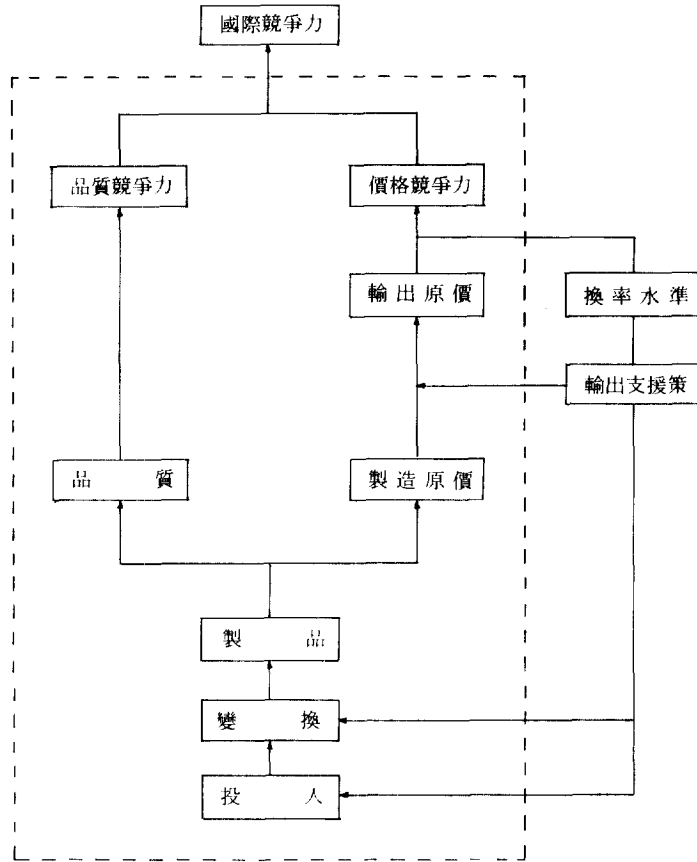 國際競爭力
品質競爭力
價格競爭力
輸出原價
換率水準
輸出支援策
品質
製造原價
製品
變換
投人